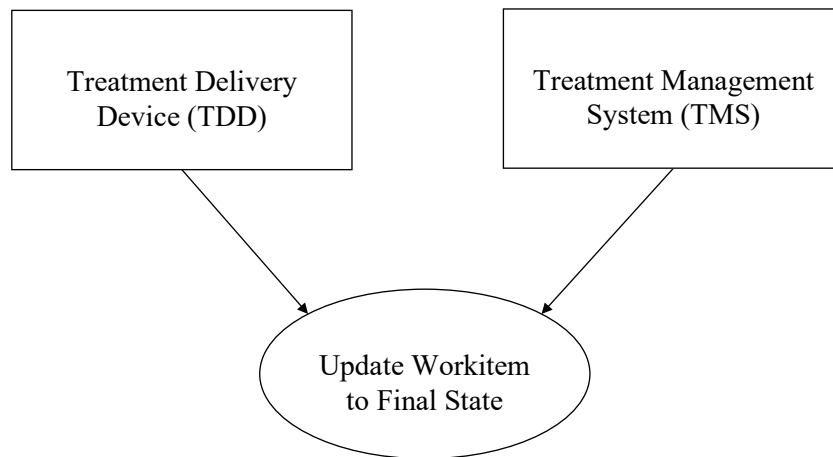 Treatment Delivery
Device (TDD)
Treatment Management
System (TMS)
Update Workitem
to Final State